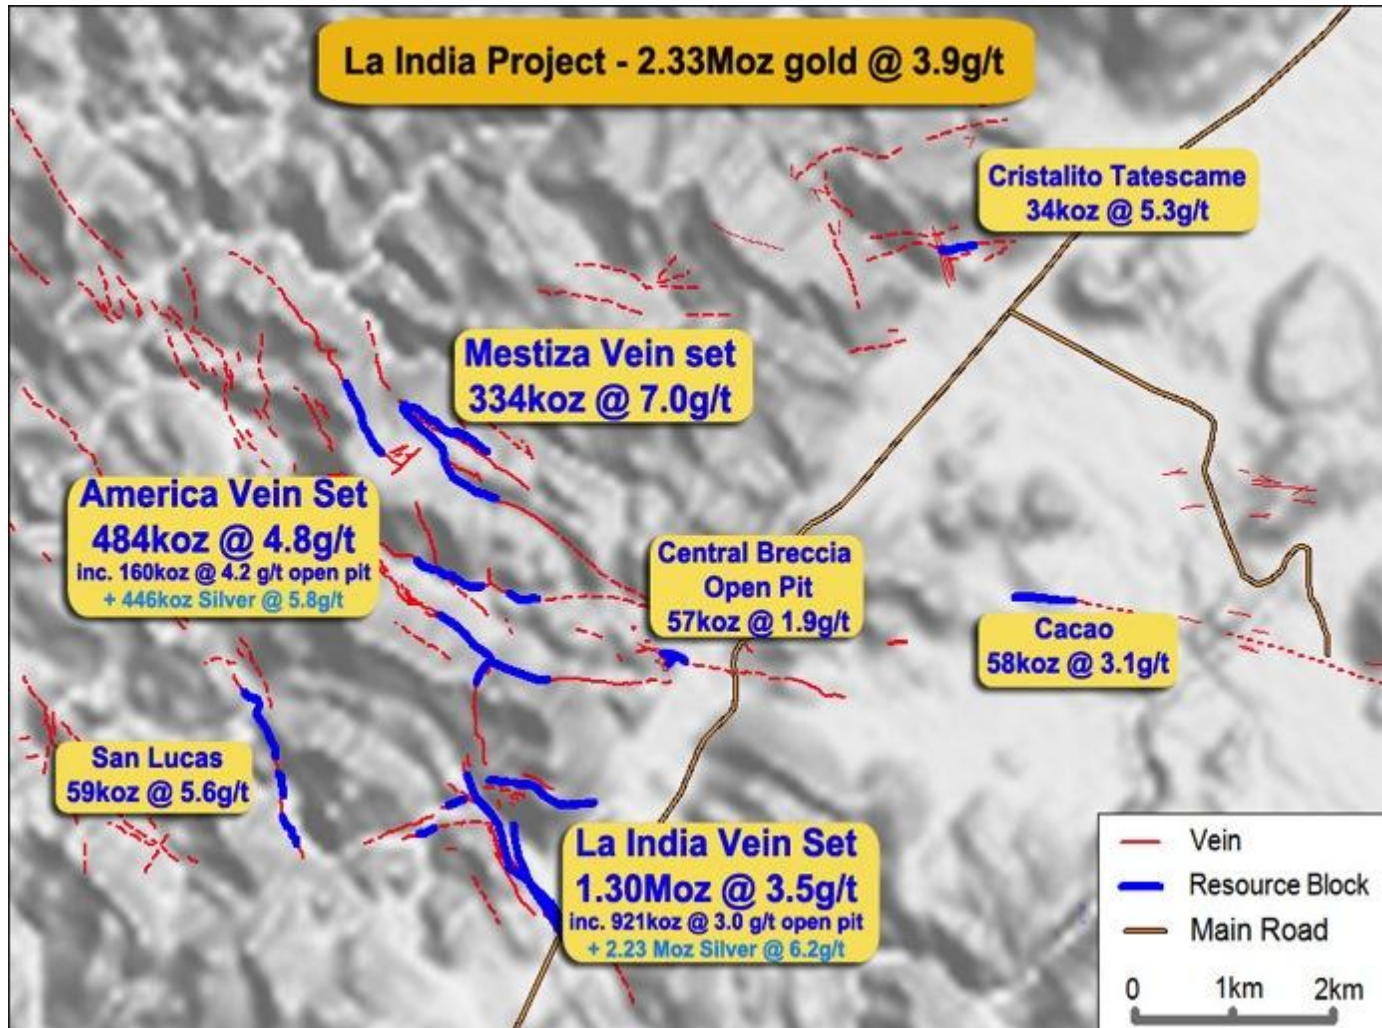 La India Project - 2.33Moz gold @ 3.9g/t
Cristalito Tatescame
34koz @ 5.3g/t
Mestiza Vein set
334koz @ 7.0g/t
America Vein Set
484koz @ 4.8g/t
inc. 160koz @ 4.2 g/t open pit
+ 446koz Silver @ 5.8g/t
Central Breccia
Open Pit
57koz @ 1.9g/t
Cacao
58koz @ 3.1g/t
San Lucas
59koz @ 5.6g/t
La India Vein Set
1.30Moz @ 3.5g/t
inc. 921koz @ 3.0 g/t open pit
+ 2.23 Moz Silver @ 6.2g/t
Vein
Resource Block
Main Road
0 1km 2km